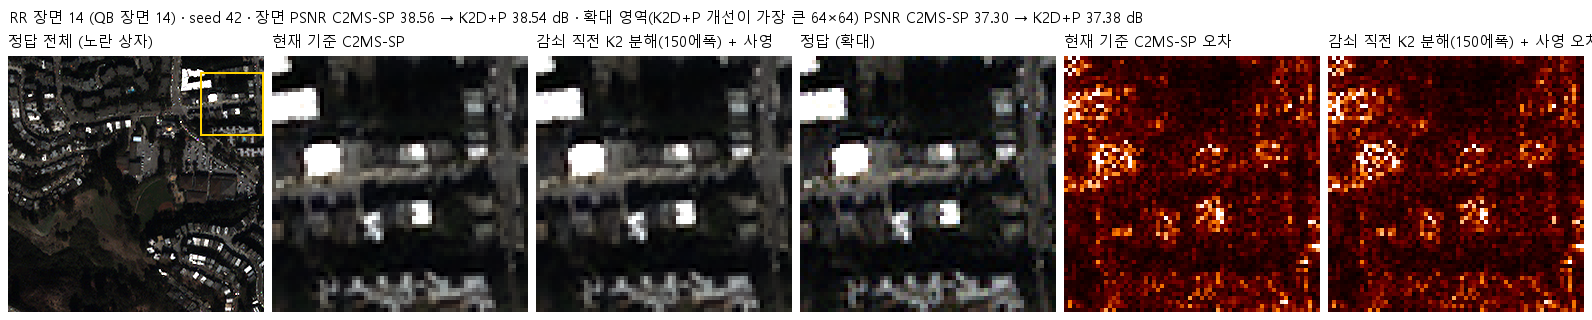 RR 장면 14 (QB 장면 14) · seed 42 · 장면 PSNR C2MS-SP 38.56 → K2D+P 38.54 dB · 확대 영역(K2D+P 개선이 가장 큰 64×64) PSNR C2MS-SP 37.30 → K2D+P 37.38 dB
정답 전체 (노란 상자)
현재 기준 C2MS-SP
감쇠 직전 K2 분해(150에폭) + 사영
정답 (확대)
현재 기준 C2MS-SP 오차
감쇠 직전 K2 분해(150에폭) + 사영 오차